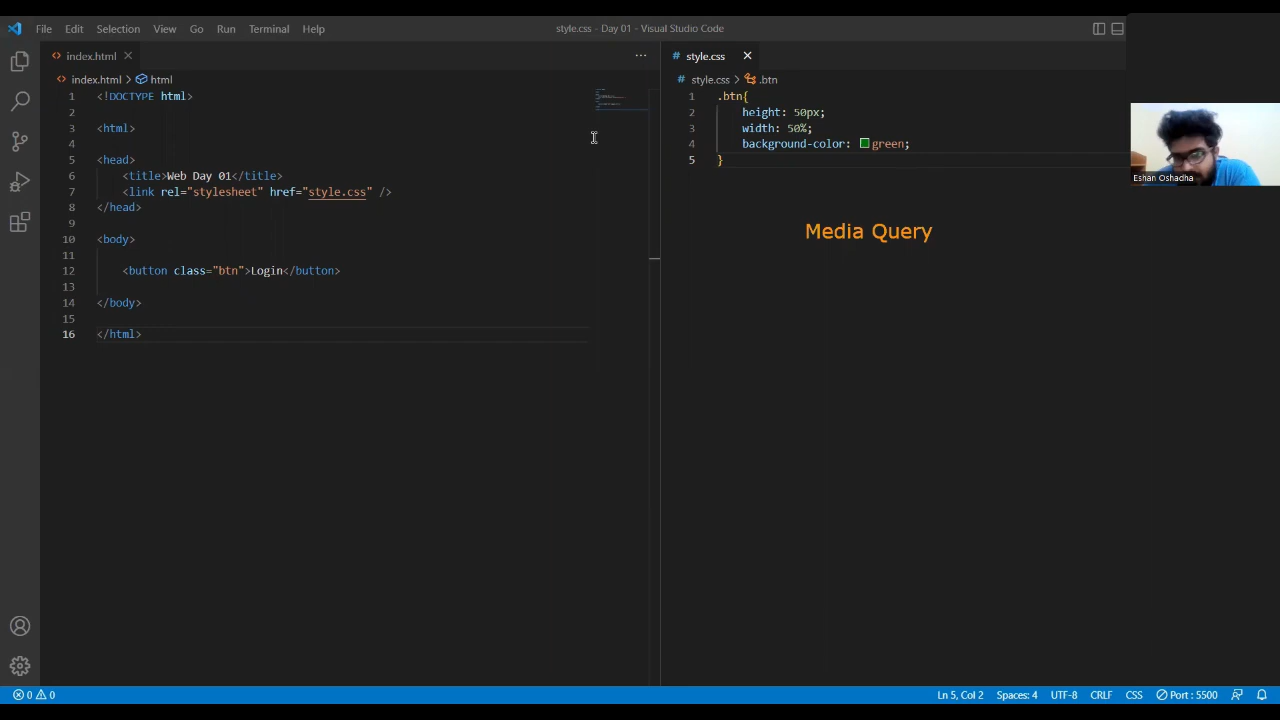 File Edit Selection View Go Run Terminal Help
style.css - Day 01 - Visual Studio Code
index.html
index.html > html
1 <!DOCTYPE html>
2
3 <html>
4
5 <head>
6 <title>Web Day 01</title>
7 <link rel="stylesheet" href="style.css" />
8 </head>
9
10 <body>
11
12 <button class="btn">Login</button>
13
14 </body>
15
16 </html>
# style.css
# style.css > .btn
1 .btn{
2 height: 50px;
3 width: 50%;
4 background-color: green;
5 }
Media Query
Eshan Oshadha
0 0
Ln 5, Col 2 Spaces: 4 UTF-8 CRLF CSS Port : 5500